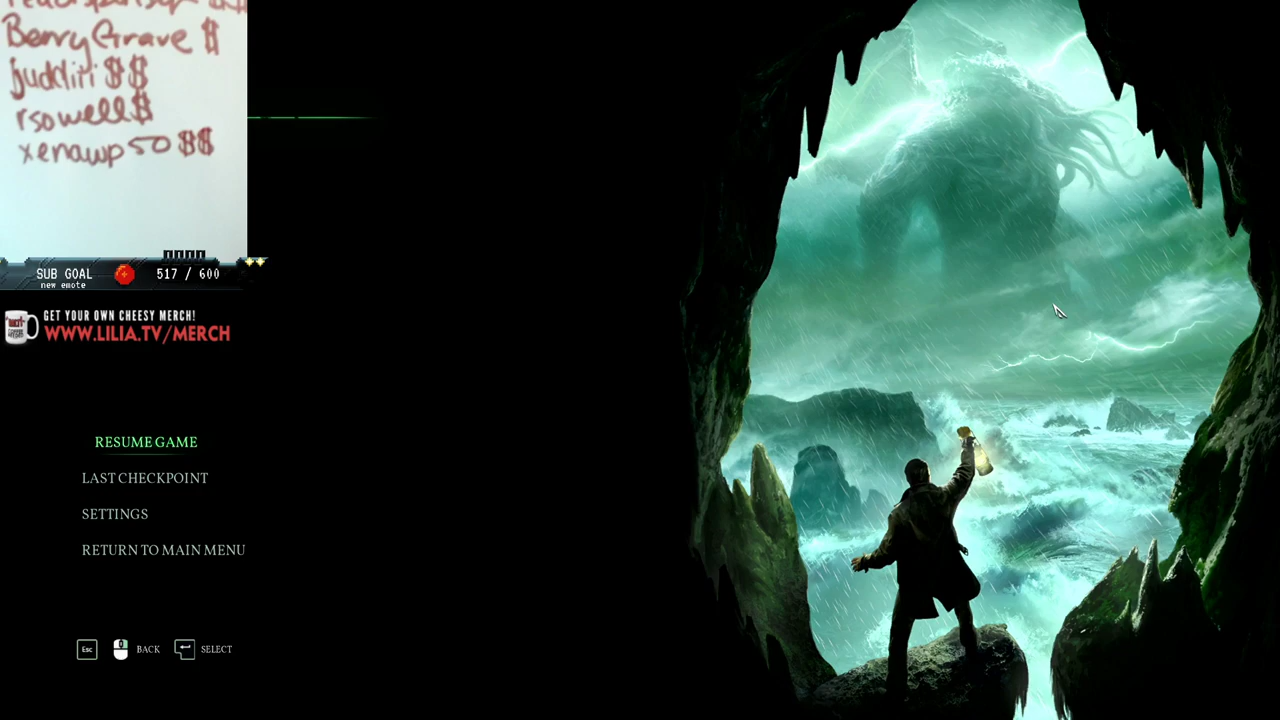 BerryGrave $
juddiri $$
rsowell$
xenawp50 $$
SUB GOAL 517 / 600
new emote
GET YOUR OWN CHEESY MERCH!
WWW.LILIA.TV/MERCH
RESUME GAME
LAST CHECKPOINT
SETTINGS
RETURN TO MAIN MENU
Esc BACK SELECT